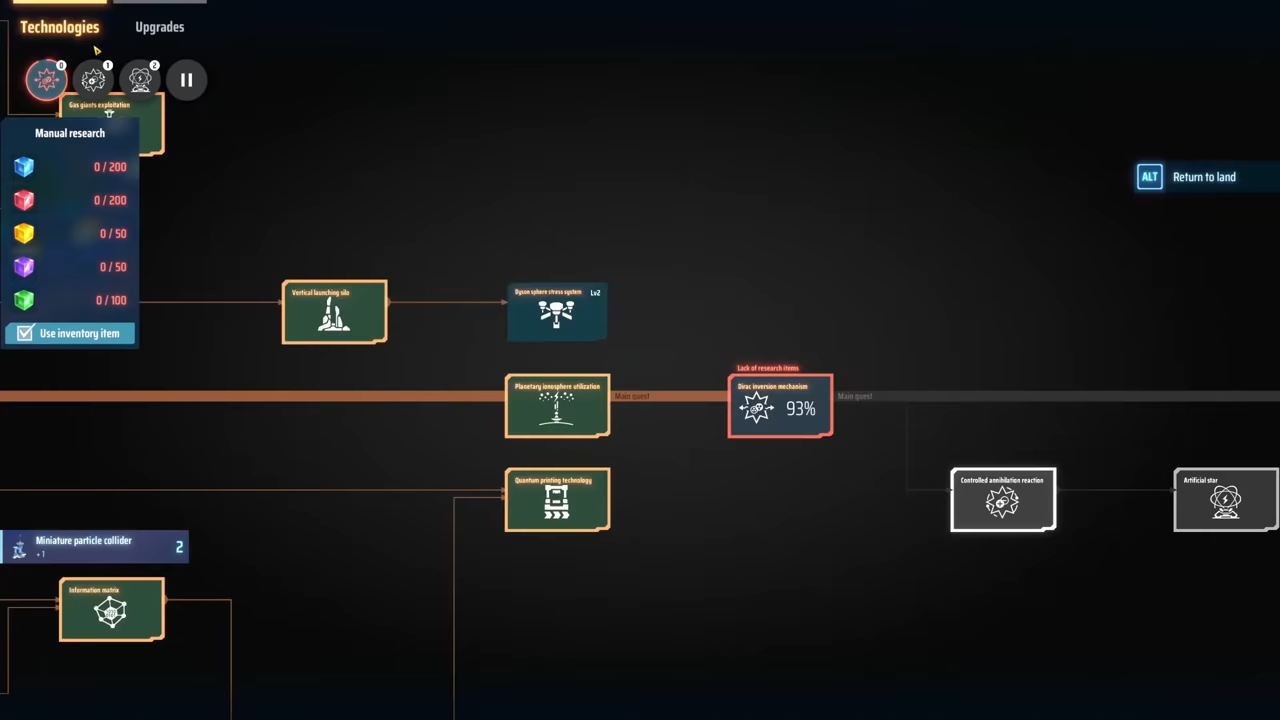 Technologies
Upgrades
0
1
2
Gas giants exploitation
Manual research
0 / 200
0 / 200
0 / 50
0 / 50
0 / 100
Use inventory item
ALT
Return to land
Vertical launching silo
Dyson sphere stress system
Lv2
Planetary ionosphere utilization
Main quest
Lack of research items
Dirac inversion mechanism
93%
Main quest
Quantum printing technology
Controlled annihilation reaction
Artificial star
Miniature particle collider
+1
2
Information matrix